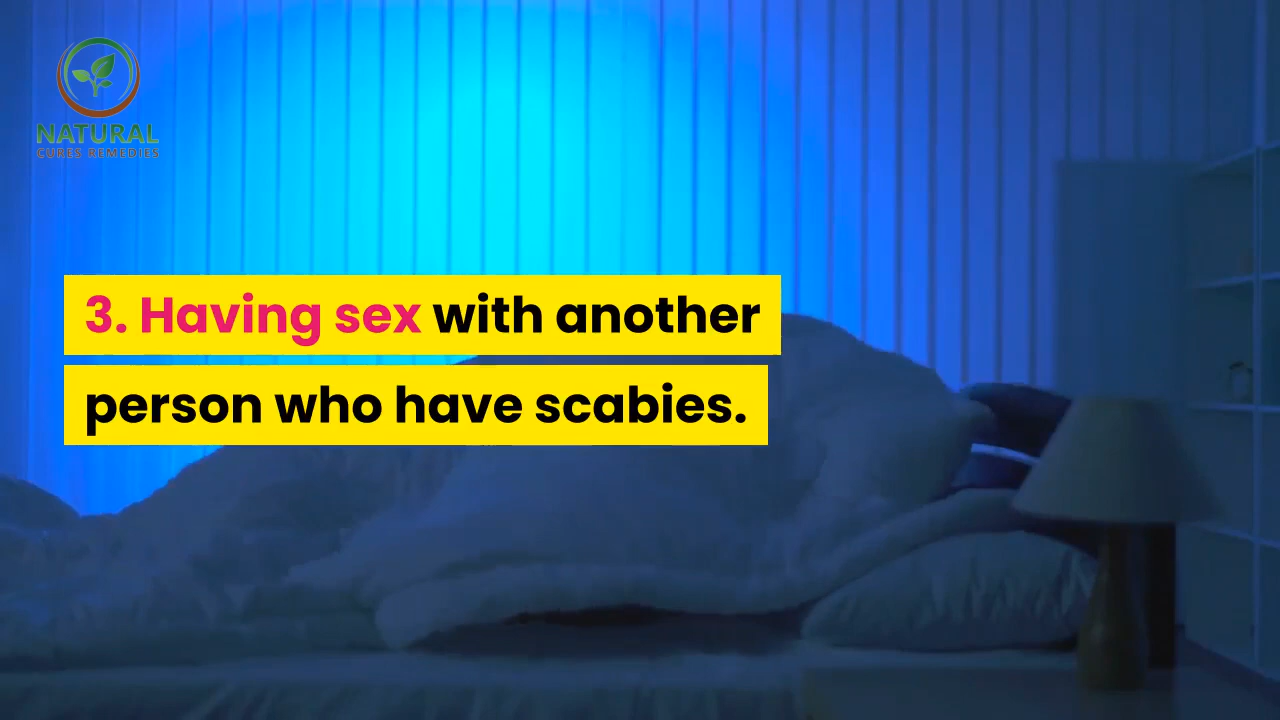 NATURAL
CURES REMEDIES
3. Having sex with another
person who have scabies.